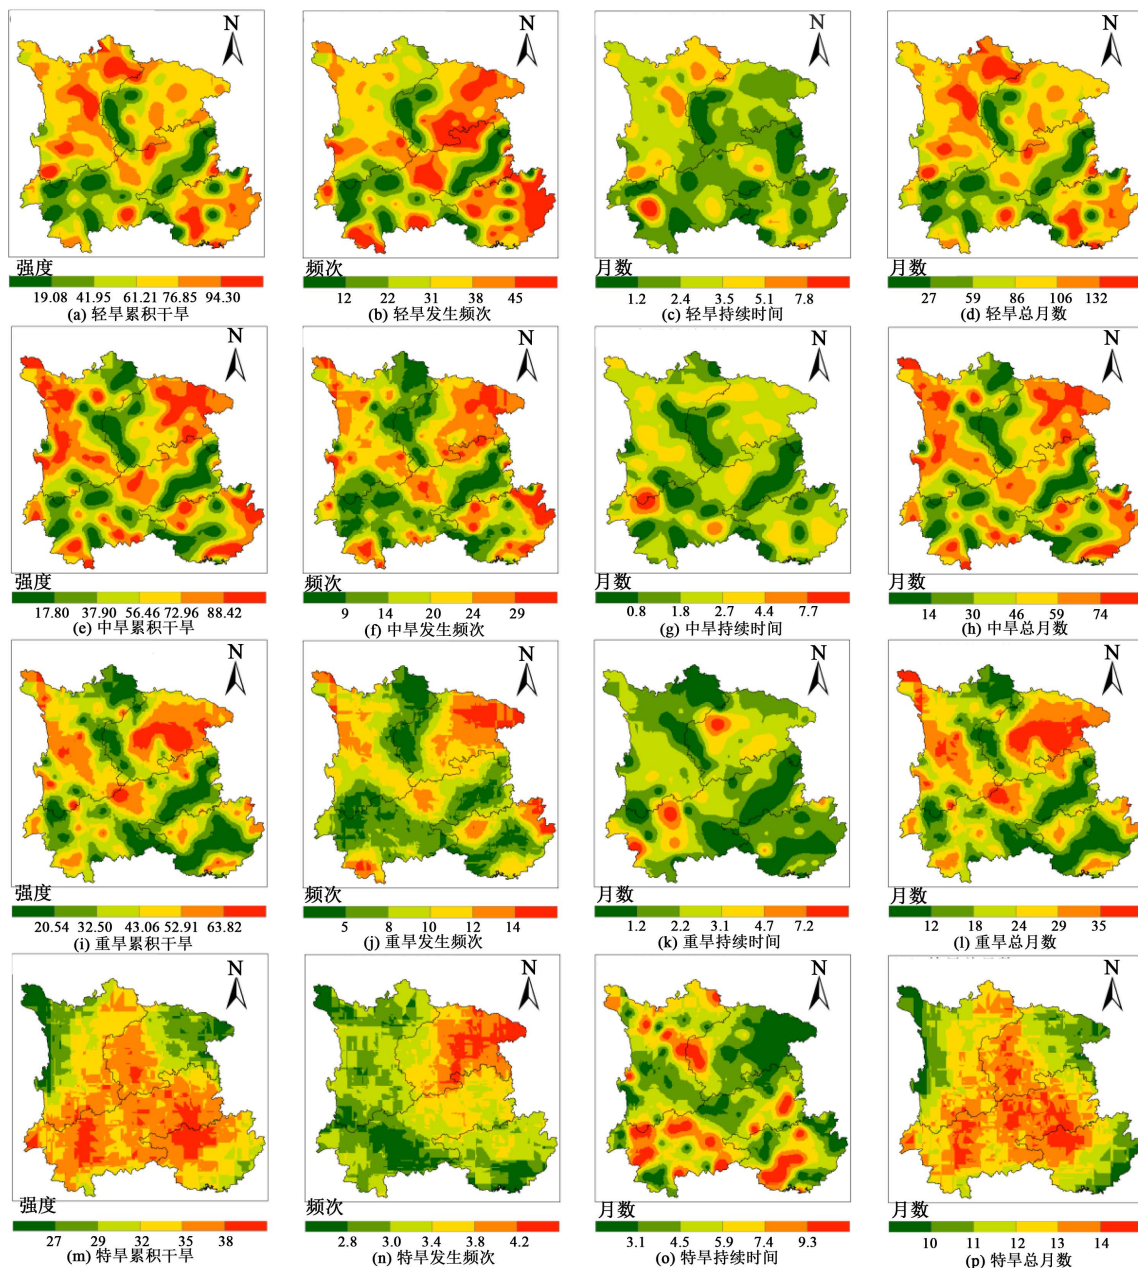 N N N N
强度 频次 月数 月数
19.08 41.95 61.21 76.85 94.30 12 22 31 38 45 1.2 2.4 3.5 5.1 7.8 27 59 86 106 132
(a) 轻旱累积干旱 (b) 轻旱发生频次 (c) 轻旱持续时间 (d) 轻旱总月数
N N N N
强度 频次 月数 月数
17.80 37.90 56.46 72.96 88.42 9 14 20 24 29 0.8 1.8 2.7 4.4 7.7 14 30 46 59 74
(e) 中旱累积干旱 (f) 中旱发生频次 (g) 中旱持续时间 (h) 中旱总月数
N N N N
强度 频次 月数 月数
20.54 32.50 43.06 52.91 63.82 5 8 10 12 14 1.2 2.2 3.1 4.7 7.2 12 18 24 29 35
(i) 重旱累积干旱 (j) 重旱发生频次 (k) 重旱持续时间 (l) 重旱总月数
N N N N
强度 频次 月数 月数
27 29 32 35 38 2.8 3.0 3.4 3.8 4.2 3.1 4.5 5.9 7.4 9.3 10 11 12 13 14
(m) 特旱累积干旱 (n) 特旱发生频次 (o) 特旱持续时间 (p) 特旱总月数